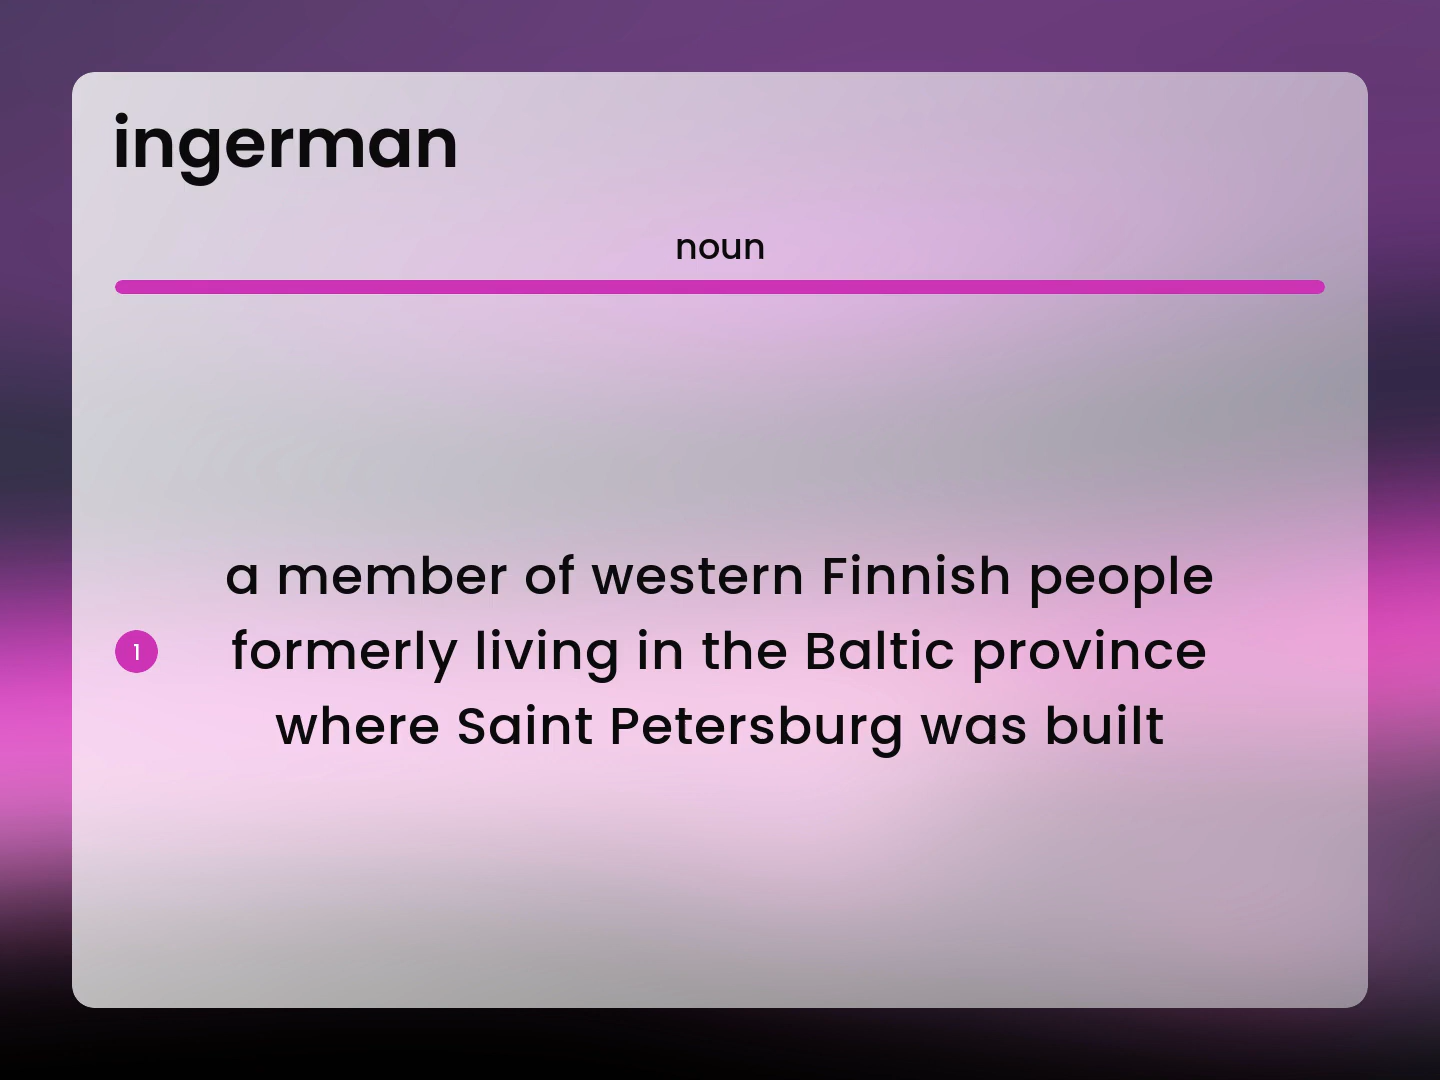 ingerman
noun
a member of western Finnish people
1 formerly living in the Baltic province
where Saint Petersburg was built